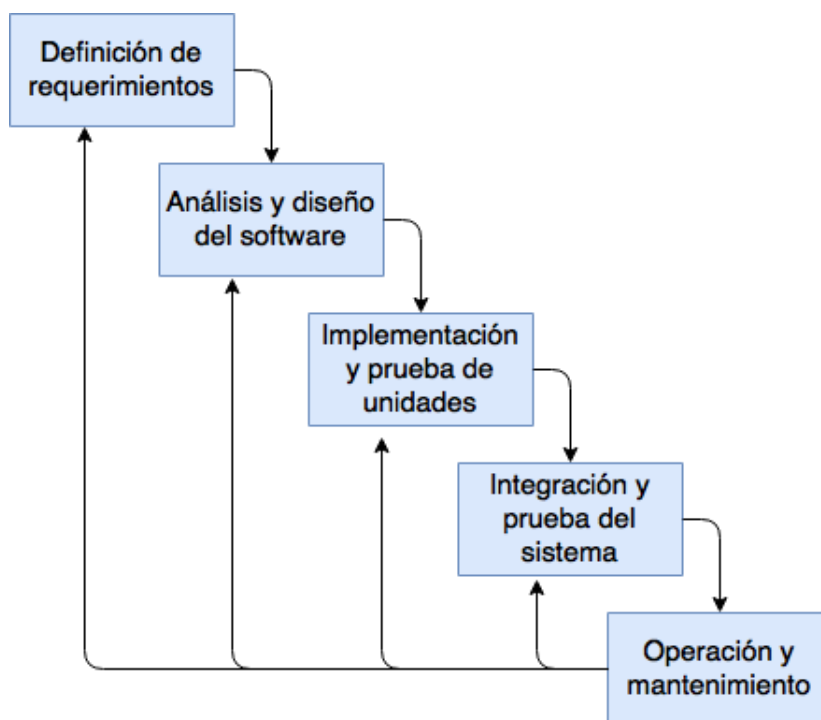 Definición de
requerimientos
Análisis y diseño
del software
Implementación
y prueba de
unidades
Integración y
prueba del
sistema
Operación y
mantenimiento